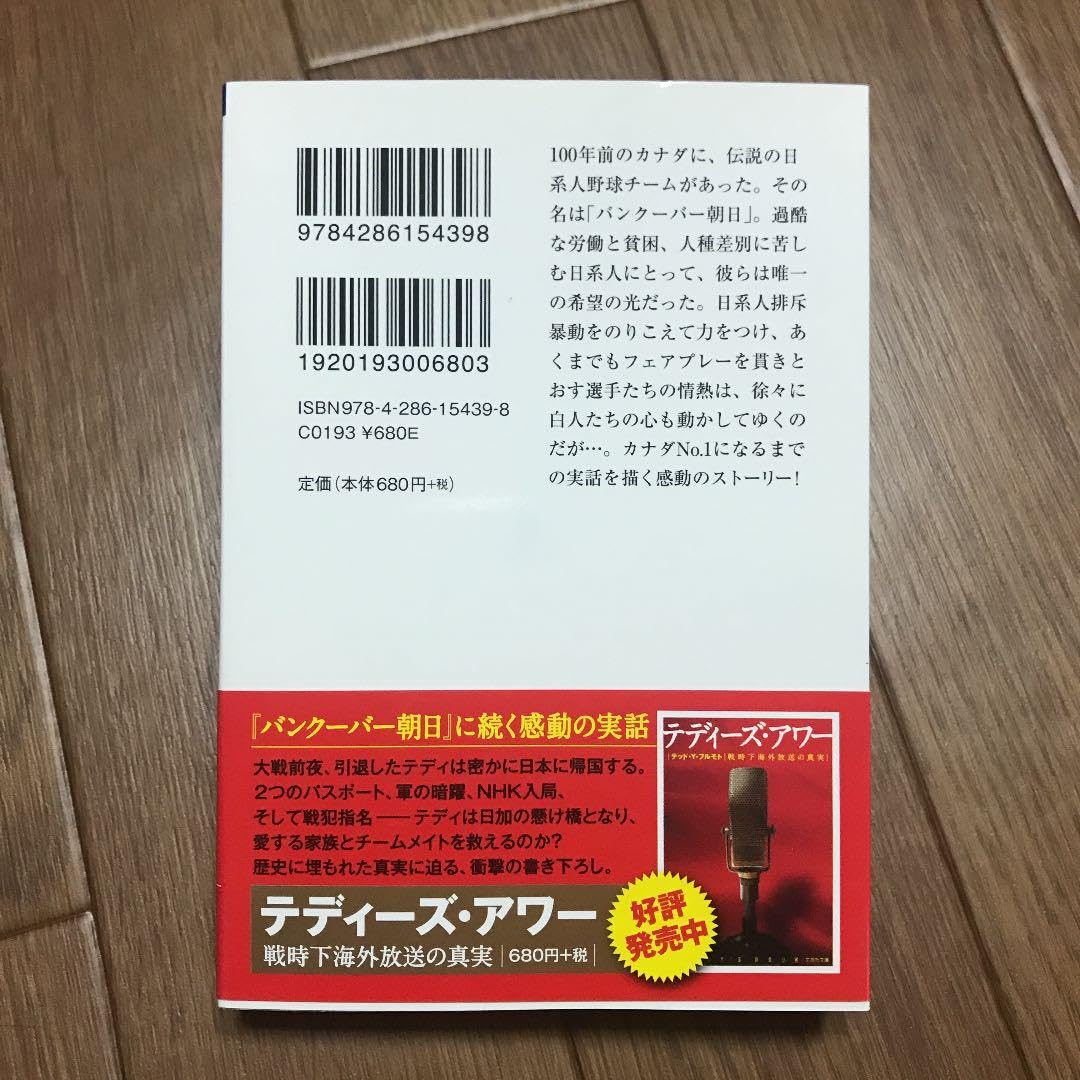 9784286154398
1920193006803
ISBN978-4-286-15439-8
C0193 ¥680E
定価(本体680円+税)
100年前のカナダに、伝説の日
系人野球チームがあった。その
名は「バンクーバー朝日」。過酷
な労働と貧困、人種差別に苦し
む日系人にとって、彼らは唯一
の希望の光だった。日系人排斥
暴動をのりこえて力をつけ、あ
くまでもフェアプレーを貫きと
おす選手たちの情熱は、徐々に
白人たちの心も動かしてゆくの
だが…。カナダNo.1になるまで
の実話を描く感動のストーリー!
『バンクーバー朝日』に続く感動の実話
大戦前夜、引退したテディは密かに日本に帰国する。
2つのパスポート、軍の暗躍、NHK入局、
そして戦犯指名――テディは日加の懸け橋となり、
愛する家族とチームメイトを救えるのか?
歴史に埋もれた真実に迫る、衝撃の書き下ろし。
テディーズ・アワー
戦時下海外放送の真実|680円+税|
好評
発売中
テディーズ・アワー
|テッド・Y・フルモト|戦時下海外放送の真実|
文芸社文庫